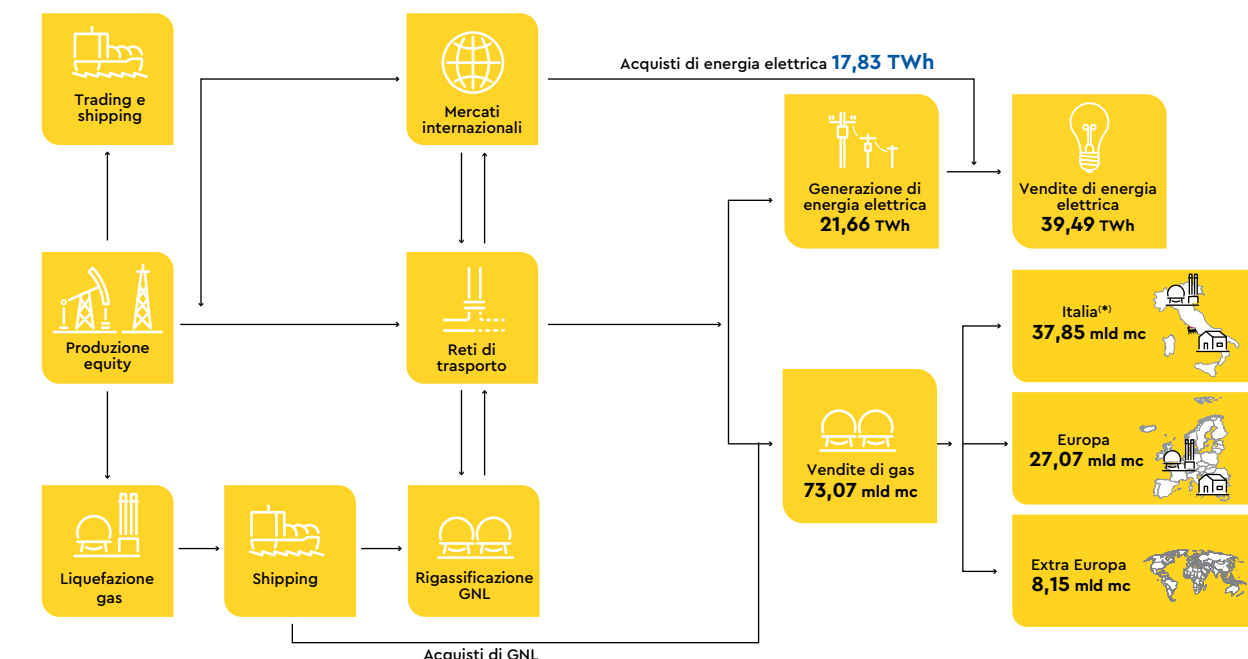 Trading e
shipping
Mercati
internazionali
Acquisti di energia elettrica 17,83 TWh
Generazione di
energia elettrica
21,66 TWh
Vendite di energia
elettrica
39,49 TWh
Produzione
equity
Reti di
trasporto
Italia(*)
37,85 mld mc
Vendite di gas
73,07 mld mc
Europa
27,07 mld mc
Extra Europa
8,15 mld mc
Liquefazione
gas
Shipping
Rigassificazione
GNL
Acquisti di GNL